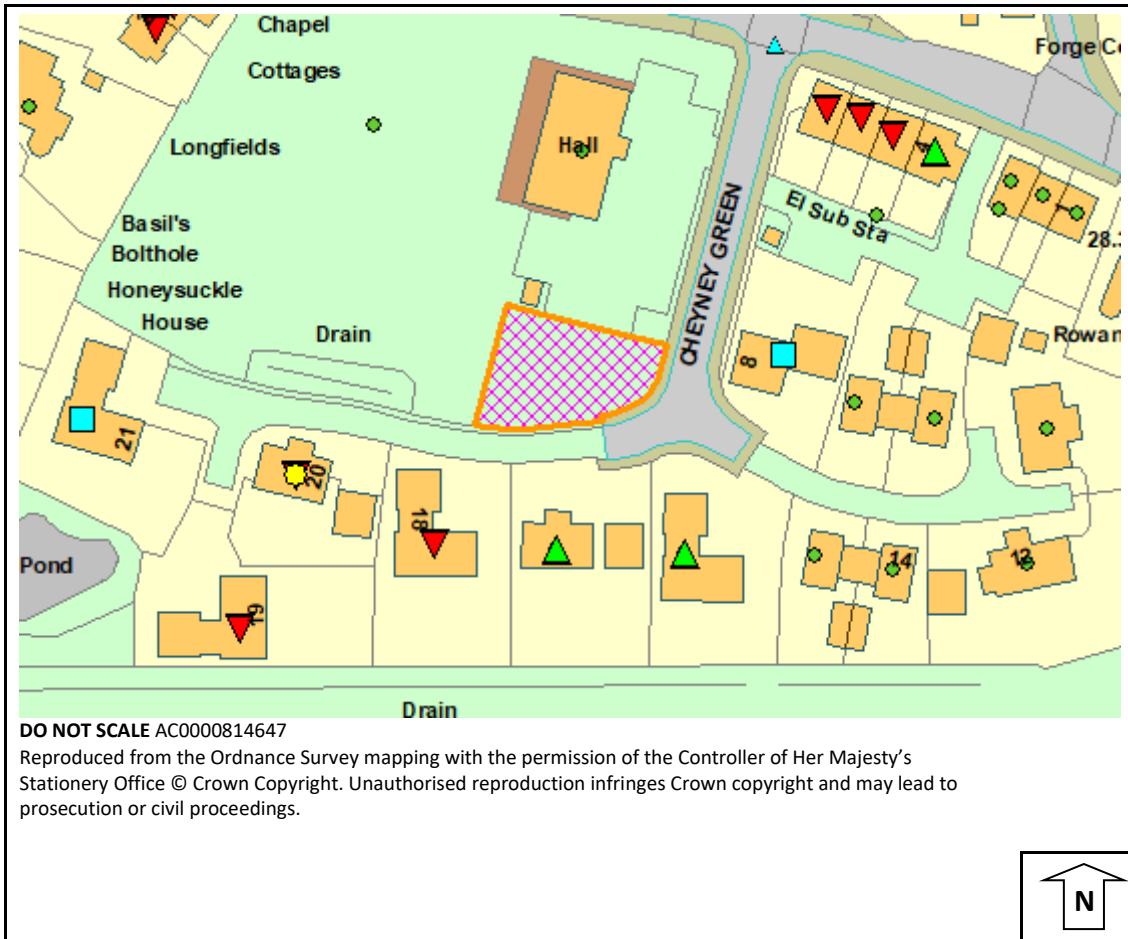 Chapel
Cottages
Forge Co
Hall
Longfields
4
1
El Sub Sta
CHEYNEY GREEN
Basil's
Bolthole
28.
Honeysuckle
House
Drain
Rowan
8
21
20
18
14
12
Pond
19
Drain
DO NOT SCALE AC0000814647
Reproduced from the Ordnance Survey mapping with the permission of the Controller of Her Majesty's
Stationery Office © Crown Copyright. Unauthorised reproduction infringes Crown copyright and may lead to
prosecution or civil proceedings.
N